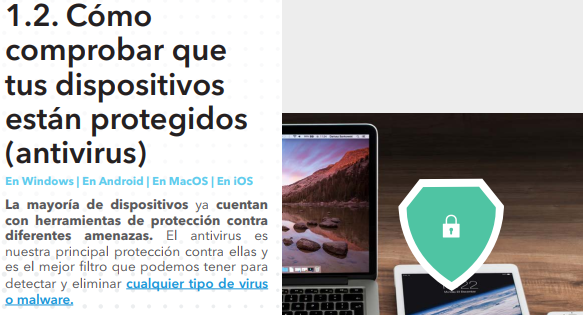 1.2. Cómo
comprobar que
tus dispositivos
están protegidos
(antivirus)
En Windows | En Android | En MacOS | En iOS
La mayoría de dispositivos ya cuentan
con herramientas de protección contra
diferentes amenazas. El antivirus es
nuestra principal protección contra ellas y
es el mejor filtro que podemos tener para
detectar y eliminar cualquier tipo de virus
o malware.